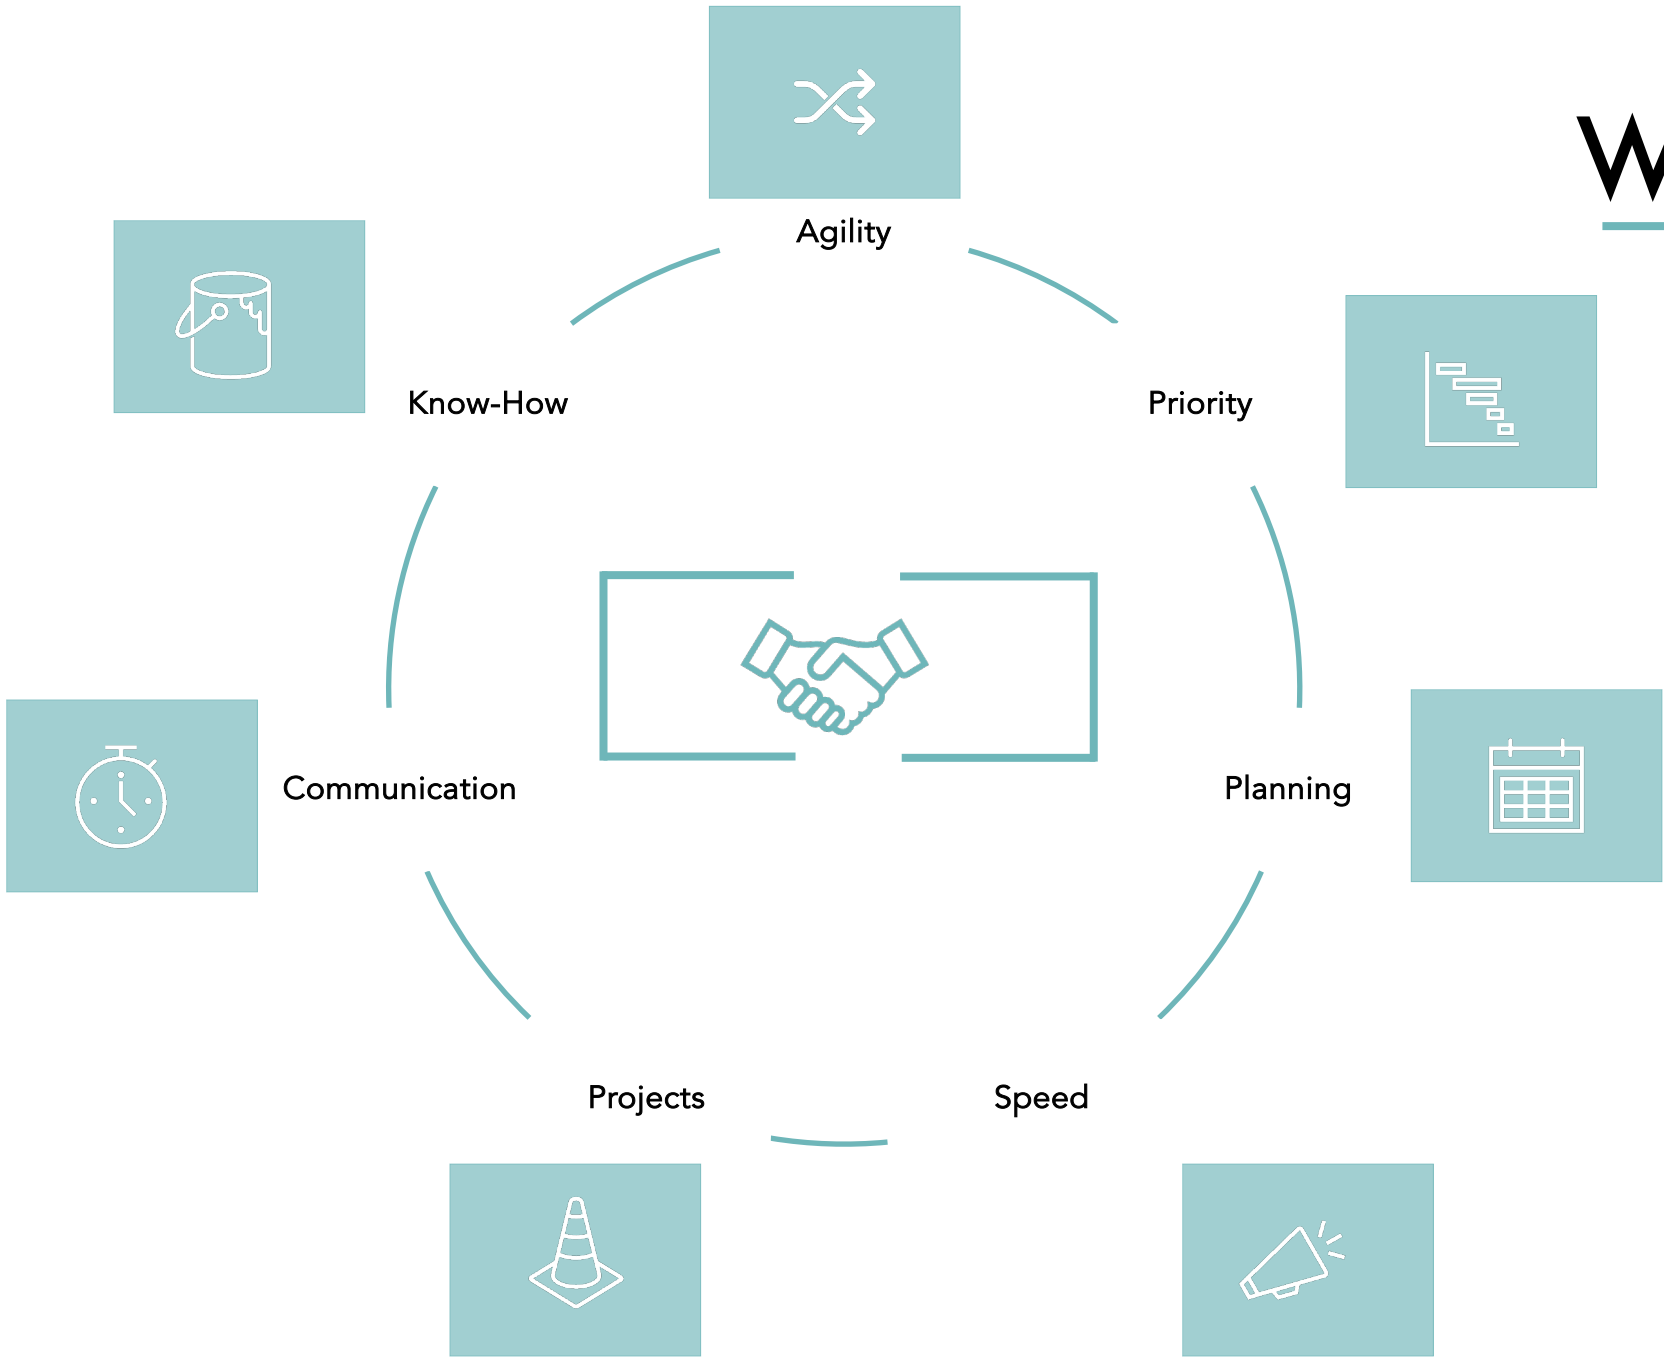 W
Agility
Know-How
Priority
Communication
Planning
Projects
Speed